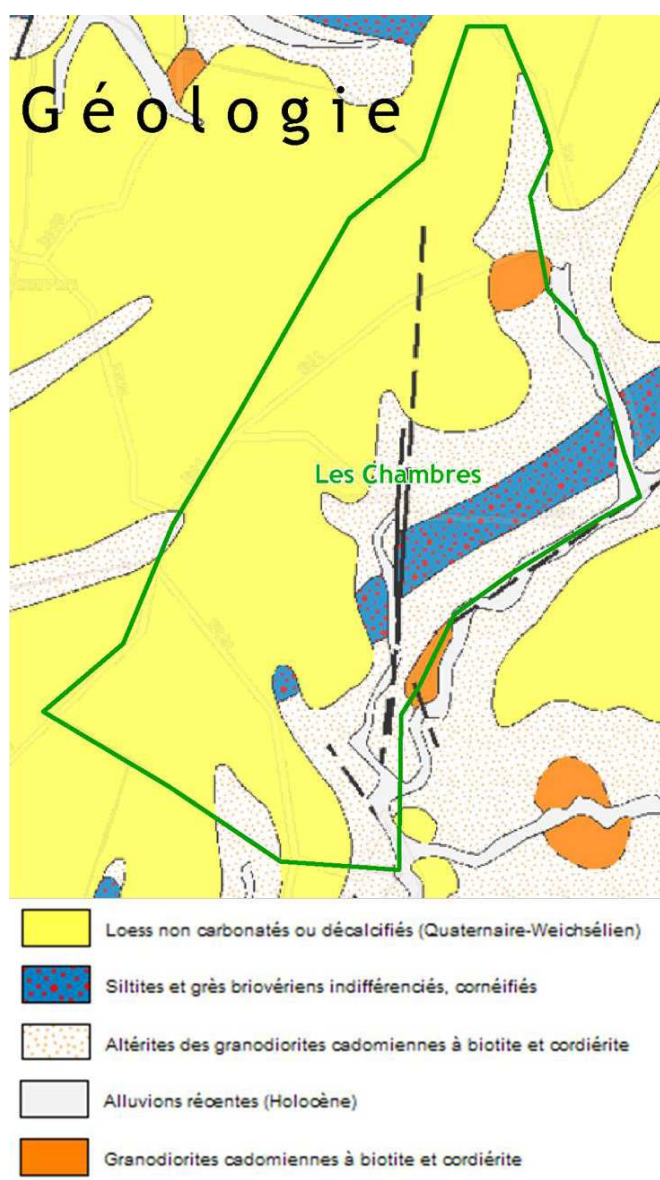 Géologie
Les Chambres
Loess non carbonatés ou décalcifiés (Quaternaire-Weichsélien)
Siltites et grès briovériens indifférenciés, cornéifiés
Altérites des granodiorites cadomiennes à biotite et cordiérite
Alluvions récentes (Holocène)
Granodiorites cadomiennes à biotite et cordiérite